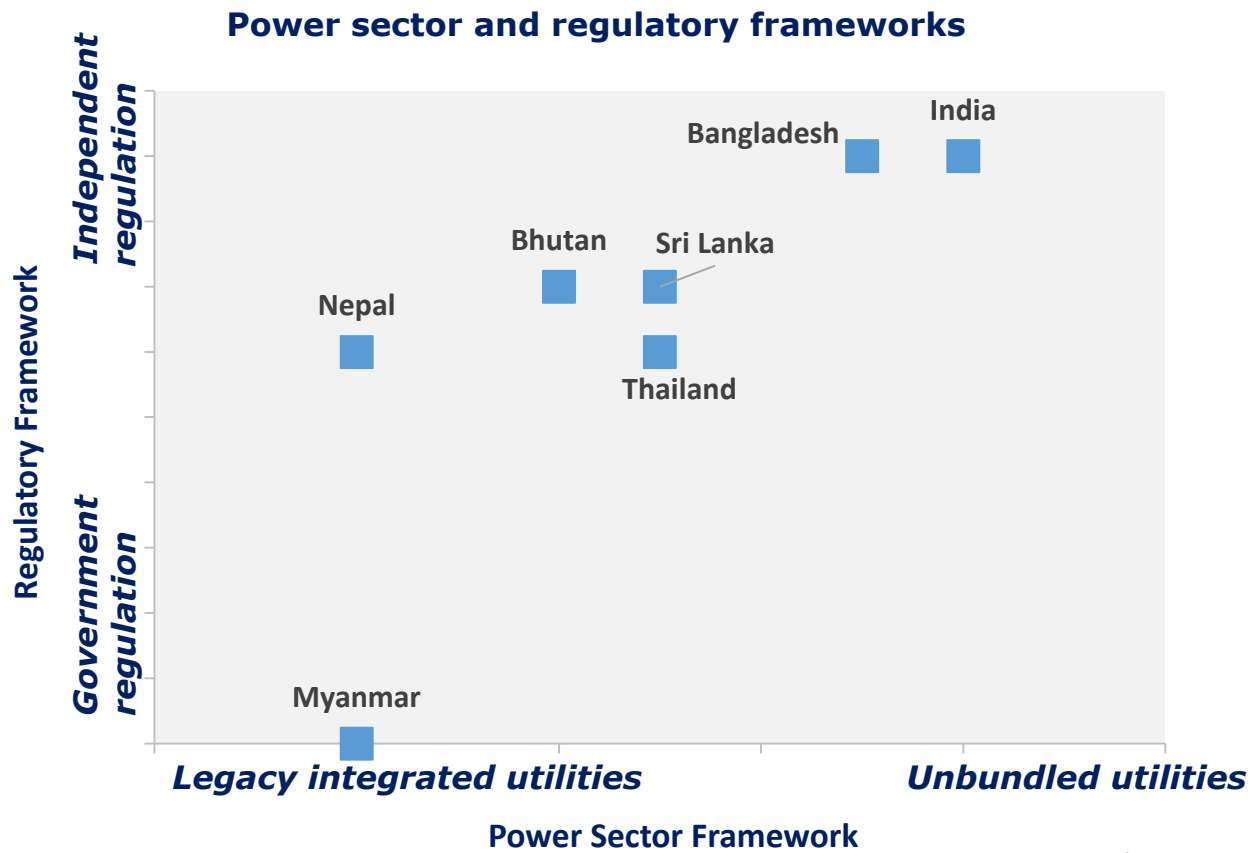 Power sector and regulatory frameworks
Independent
regulation
India
Bangladesh
Bhutan
Sri Lanka
Nepal
Thailand
Regulatory Framework
Government
regulation
Myanmar
Legacy integrated utilities
Unbundled utilities
Power Sector Framework